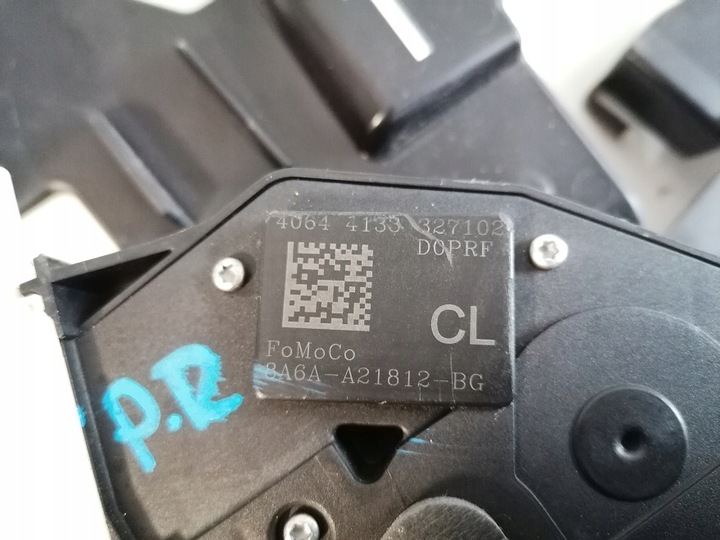 4064 4133 327102
D0PRF
CL
FoMoCo
8A6A-A21812-BG
P.R